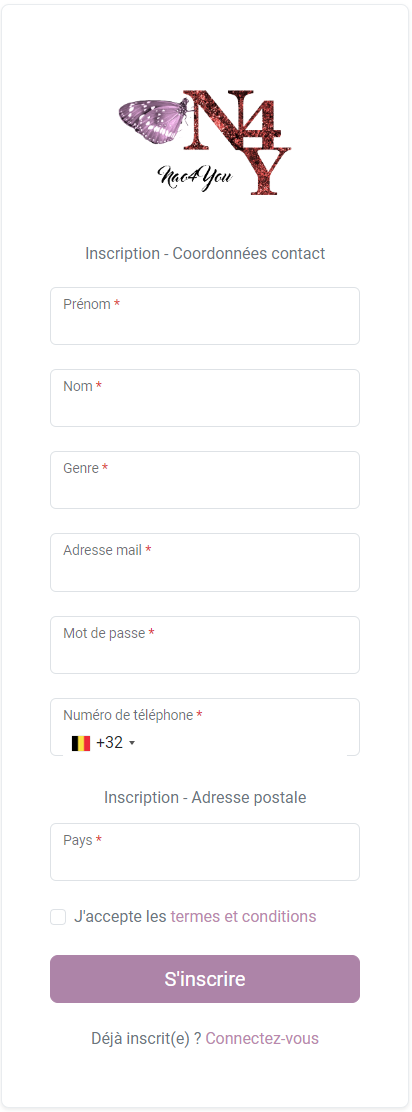 N4
Y
Nao4You
Inscription - Coordonnées contact
Prénom *
Nom *
Genre *
Adresse mail *
Mot de passe *
Numéro de téléphone *
+32
Inscription - Adresse postale
Pays *
J'accepte les termes et conditions
S'inscrire
Déjà inscrit(e) ? Connectez-vous